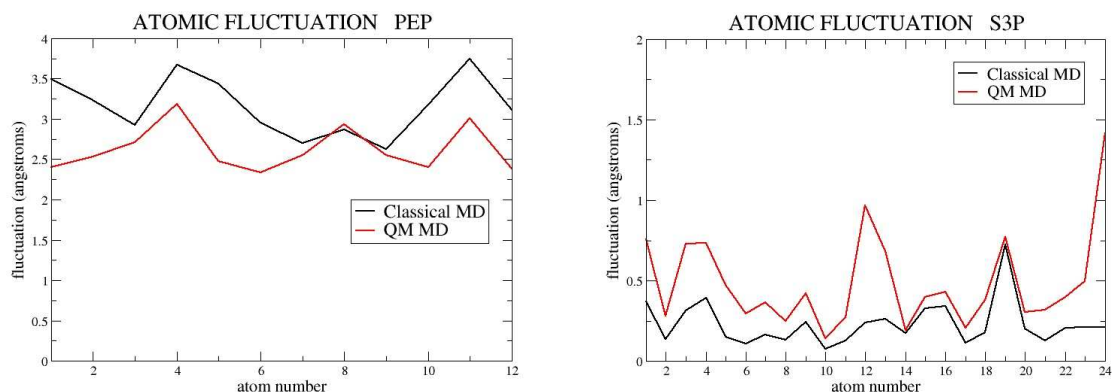 ATOMIC FLUCTUATION PEP
4
3.5
3
2.5
2
1.5
1
0.5
0
fluctuation (angstroms)
Classical MD
QM MD
2 4 6 8 10 12
atom number
ATOMIC FLUCTUATION S3P
2
1.5
1
0.5
0
fluctuation (angstroms)
Classical MD
QM MD
2 4 6 8 10 12 14 16 18 20 22 24
atom number